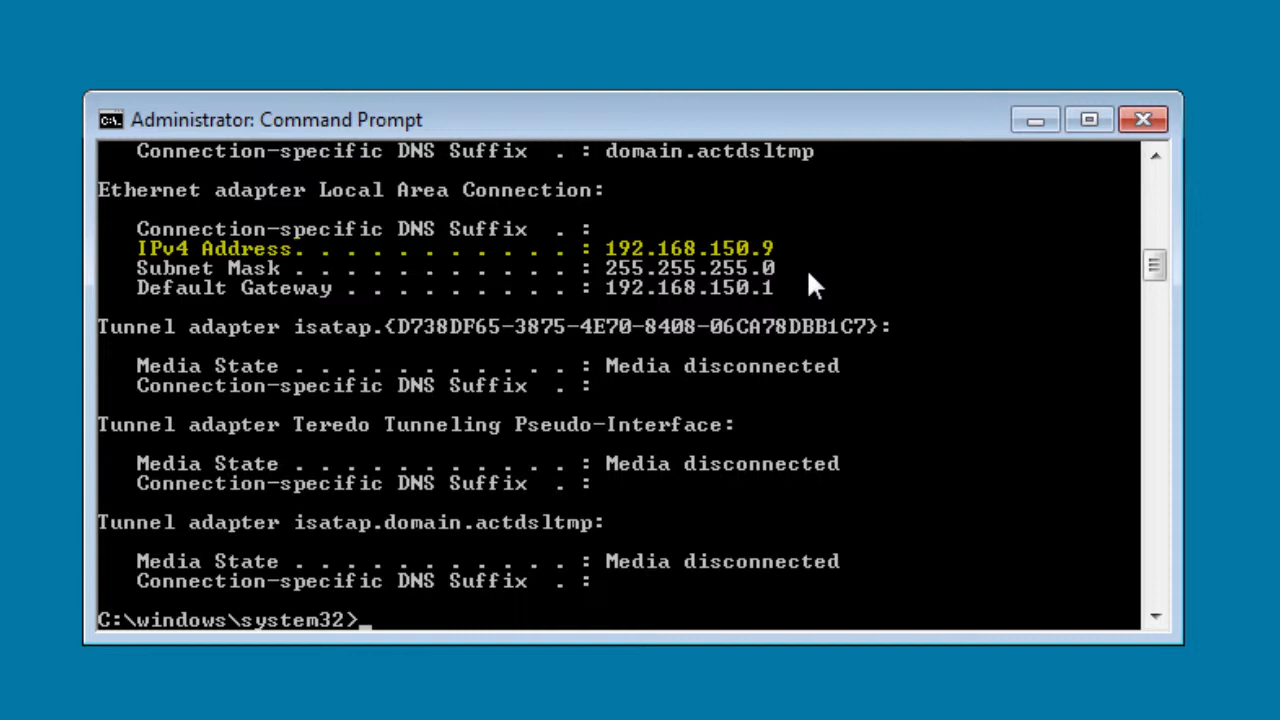 Administrator: Command Prompt
Connection-specific DNS Suffix . : domain.actdsltmp
Ethernet adapter Local Area Connection:
Connection-specific DNS Suffix . :
IPv4 Address. . . . . . . . . . . : 192.168.150.9
Subnet Mask . . . . . . . . . . . : 255.255.255.0
Default Gateway . . . . . . . . . : 192.168.150.1
Tunnel adapter isatap.{D738DF65-3875-4E70-8408-06CA78DBB1C7}:
Media State . . . . . . . . . . . : Media disconnected
Connection-specific DNS Suffix . :
Tunnel adapter Teredo Tunneling Pseudo-Interface:
Media State . . . . . . . . . . . : Media disconnected
Connection-specific DNS Suffix . :
Tunnel adapter isatap.domain.actdsltmp:
Media State . . . . . . . . . . . : Media disconnected
Connection-specific DNS Suffix . :
C:\windows\system32>_